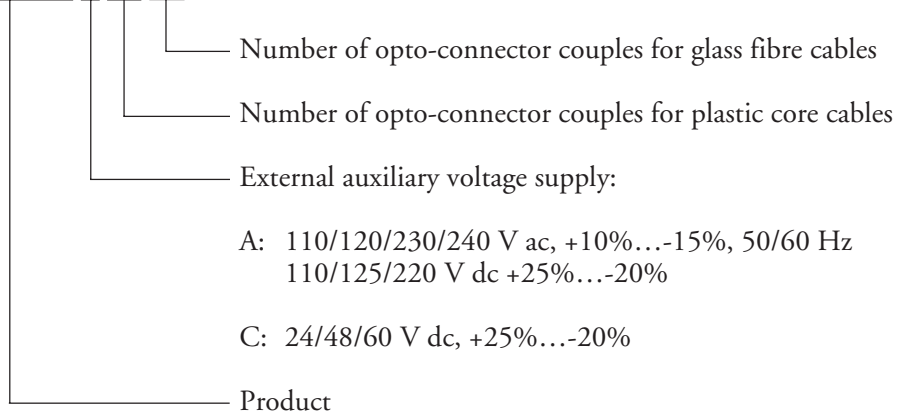 Number of opto-connector couples for glass fibre cables
Number of opto-connector couples for plastic core cables
External auxiliary voltage supply:
A: 110/120/230/240 V ac, +10%…-15%, 50/60 Hz
110/125/220 V dc +25%…-20%
C: 24/48/60 V dc, +25%…-20%
Product